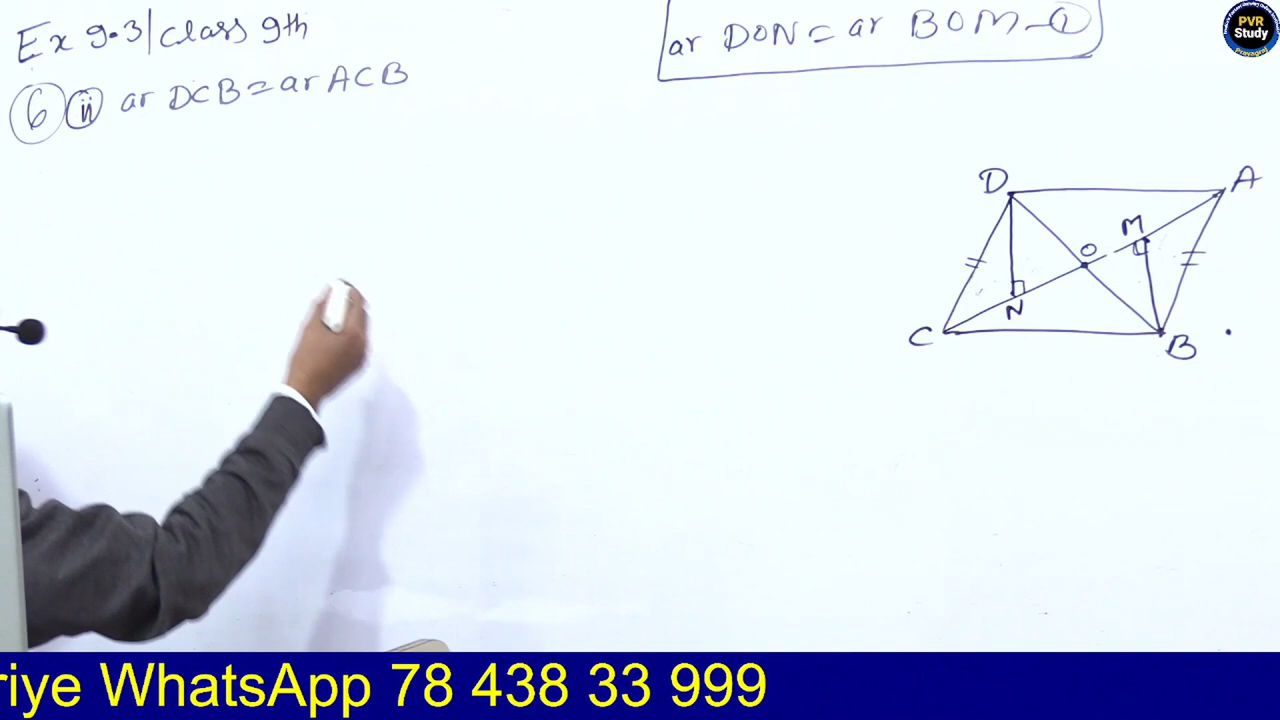 Ex 9.3/class 9th
6 ii ar DCB = ar ACB
ar DON = ar BOM - 1
PVR
Study
Prayagraj
D
A
M
O
N
C
B
riye WhatsApp 78 438 33 999